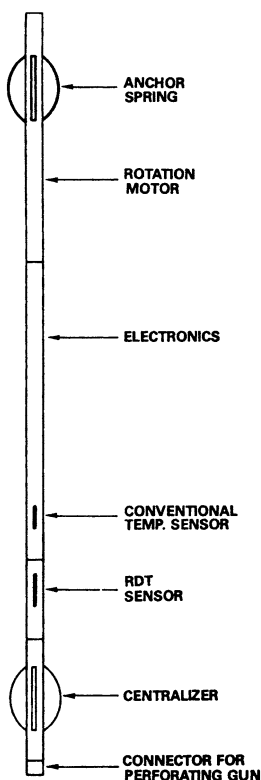 ANCHOR
SPRING
ROTATION
MOTOR
ELECTRONICS
CONVENTIONAL
TEMP. SENSOR
RDT
SENSOR
CENTRALIZER
CONNECTOR FOR
PERFORATING GUN